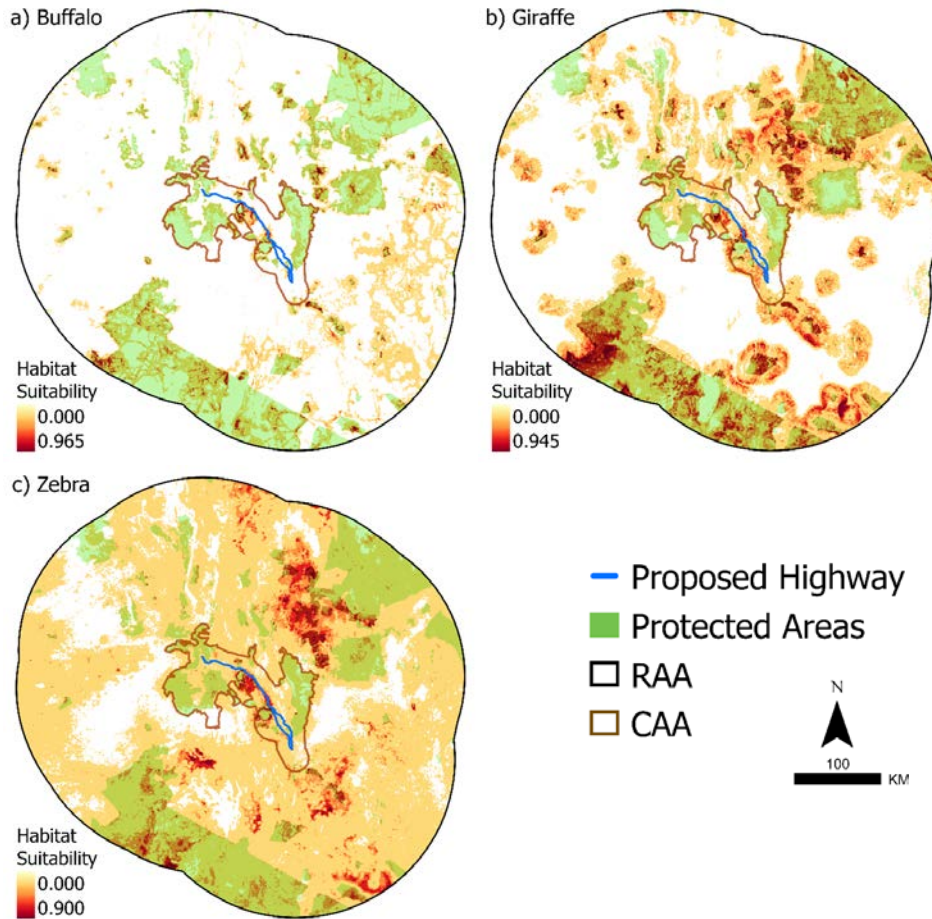 a) Buffalo
b) Giraffe
Habitat
Suitability
0.000
0.965
Habitat
Suitability
0.000
0.945
c) Zebra
Habitat
Suitability
0.000
0.900
Proposed Highway
Protected Areas
RAA
CAA
N
100
KM